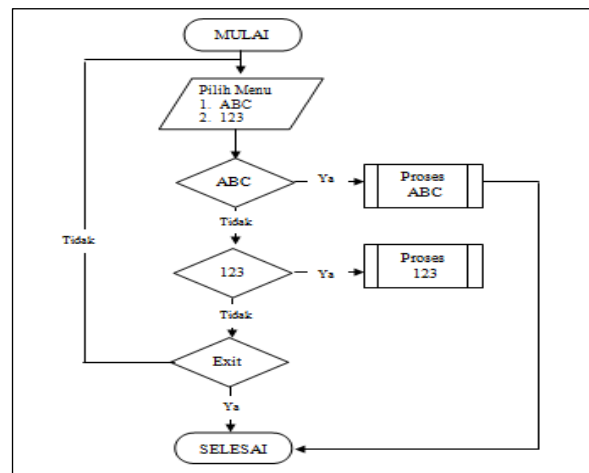 MULAI
Pilih Menu
1. ABC
2. 123
ABC
Ya
Proses
ABC
Tidak
Tidak
123
Ya
Proses
123
Tidak
Exit
Ya
SELESAI